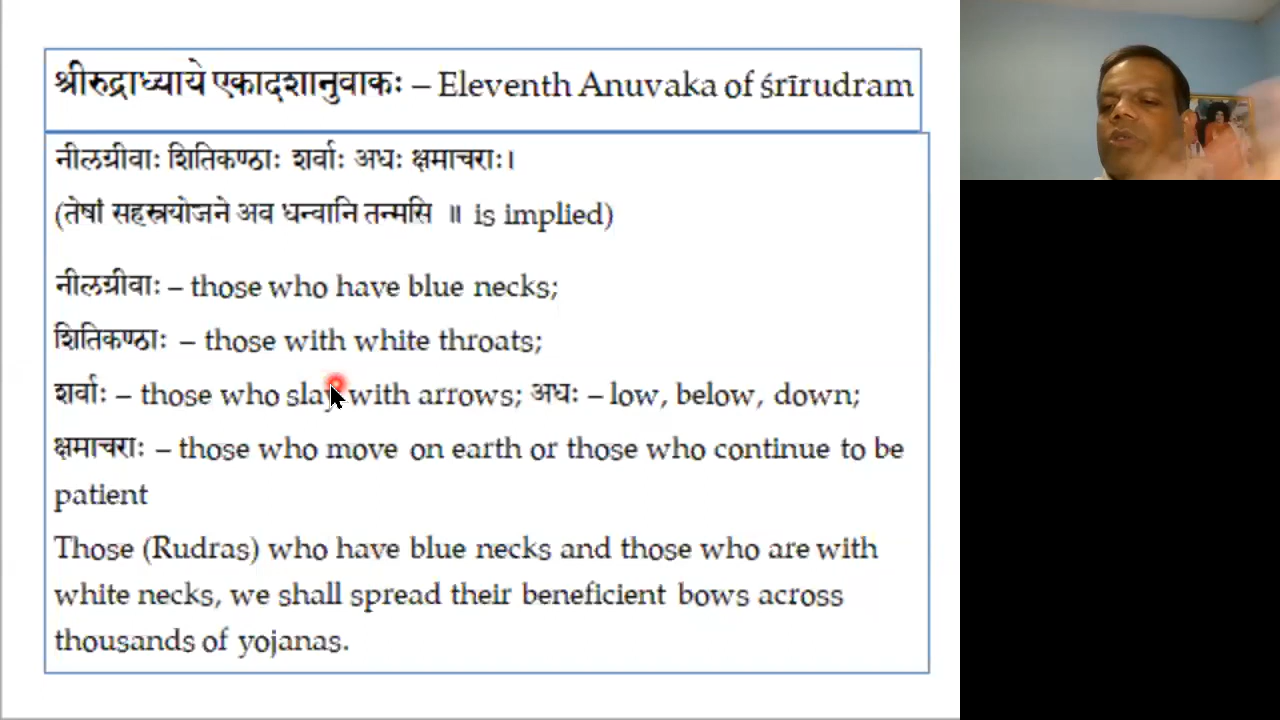 श्रीरुद्राध्याये एकादशानुवाकः – Eleventh Anuvaka of śrīrudram
नीलग्रीवाः शितिकण्ठाः शर्वाः अधः क्षमाचराः।
(तेषां सहस्रयोजने अव धन्वानि तन्मसि ॥ is implied)
नीलग्रीवाः – those who have blue necks;
शितिकण्ठाः – those with white throats;
शर्वाः – those who slay with arrows; अधः – low, below, down;
क्षमाचराः – those who move on earth or those who continue to be
patient
Those (Rudras) who have blue necks and those who are with
white necks, we shall spread their beneficient bows across
thousands of yojanas.